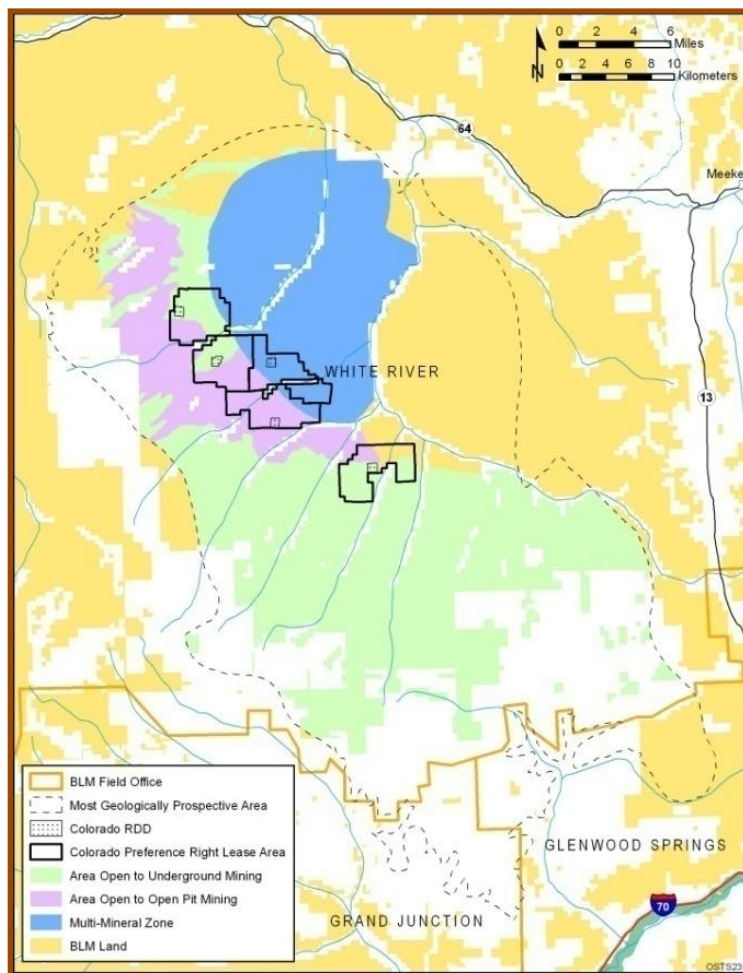 0 2 4 6
Miles
0 2 4 6 8 10
Kilometers
N
64
Meeke
WHITE RIVER
13
BLM Field Office
Most Geologically Prospective Area
Colorado RDD
Colorado Preference Right Lease Area
Area Open to Underground Mining
Area Open to Open Pit Mining
Multi-Mineral Zone
BLM Land
GLENWOOD SPRINGS
70
GRAND JUNCTION
OSTS23